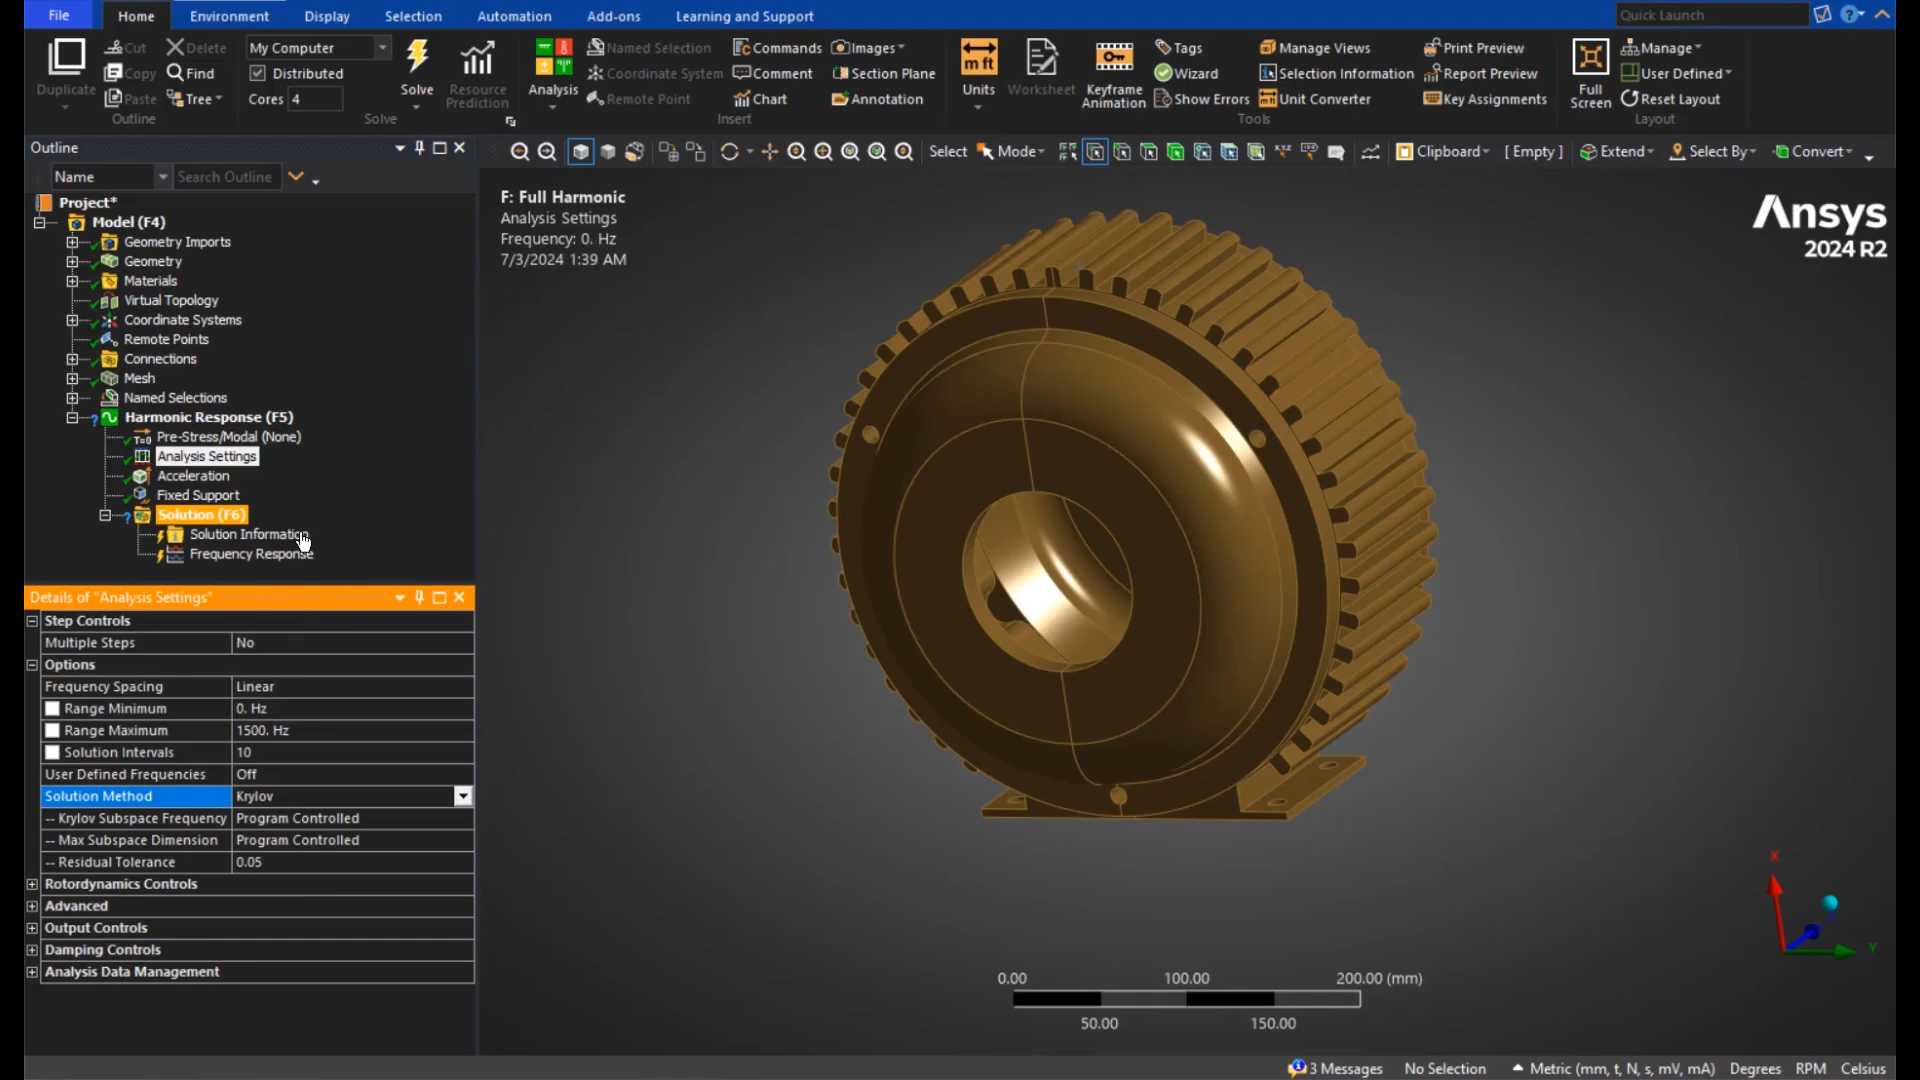 File Home Environment Display Selection Automation Add-ons Learning and Support Quick Launch
Duplicate Cut Copy Paste Delete Find Tree Outline
My Computer Distributed Cores 4 Solve Resource Prediction Solve
Analysis Named Selection Coordinate System Remote Point Commands Comment Chart Images Section Plane Annotation Insert
Units Worksheet Keyframe Animation Tags Wizard Show Errors Manage Views Selection Information Unit Converter Print Preview Report Preview Key Assignments Tools
Full Screen Manage User Defined Reset Layout Layout
Outline
Select Mode Clipboard [ Empty ] Extend Select By Convert
Name Search Outline
Project*
Model (F4)
Geometry Imports
Geometry
Materials
Virtual Topology
Coordinate Systems
Remote Points
Connections
Mesh
Named Selections
Harmonic Response (F5)
T=0 Pre-Stress/Modal (None)
Analysis Settings
Acceleration
Fixed Support
Solution (F6)
Solution Information
Frequency Response
Details of "Analysis Settings"
Step Controls
Multiple Steps No
Options
Frequency Spacing Linear
Range Minimum 0. Hz
Range Maximum 1500. Hz
Solution Intervals 10
User Defined Frequencies Off
Solution Method Krylov
-- Krylov Subspace Frequency Program Controlled
-- Max Subspace Dimension Program Controlled
-- Residual Tolerance 0.05
Rotordynamics Controls
Advanced
Output Controls
Damping Controls
Analysis Data Management
F: Full Harmonic
Analysis Settings
Frequency: 0. Hz
7/3/2024 1:39 AM
Ansys
2024 R2
X
Y
0.00 100.00 200.00 (mm)
50.00 150.00
3 Messages No Selection Metric (mm, t, N, s, mV, mA) Degrees RPM Celsius